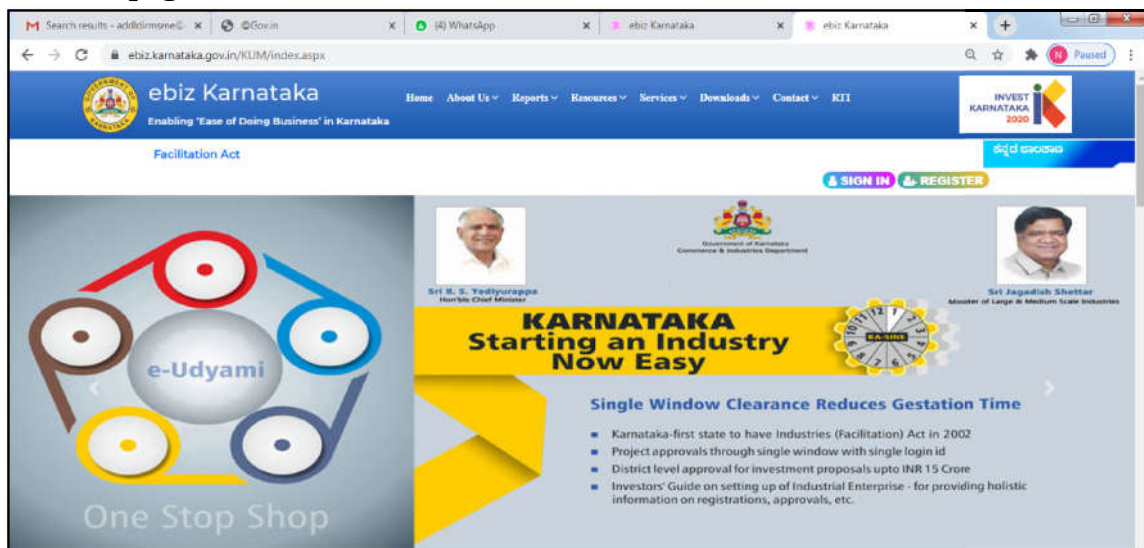 Search results - addldirmsme
@Gov.in
(4) WhatsApp
ebiz Karnataka
ebiz Karnataka
ebiz.karnataka.gov.in/KUM/index.aspx
N Paused
ebiz Karnataka
Enabling 'Ease of Doing Business' in Karnataka
Home About Us Reports Resources Services Downloads Contact RTI
INVEST
KARNATAKA
2020
Facilitation Act
ಕನ್ನಡ
SIGN IN REGISTER
Government of Karnataka
Commerce & Industries Department
Sri B. S. Yediyurappa
Hon'ble Chief Minister
Sri Jagadish Shettar
Minister of Large & Medium Scale Industries
KARNATAKA
Starting an Industry
Now Easy
e-Udyami
One Stop Shop
Single Window Clearance Reduces Gestation Time
Karnataka-first state to have Industries (Facilitation) Act in 2002
Project approvals through single window with single login id
District level approval for investment proposals upto INR 15 Crore
Investors' Guide on setting up of Industrial Enterprise - for providing holistic
information on registrations, approvals, etc.